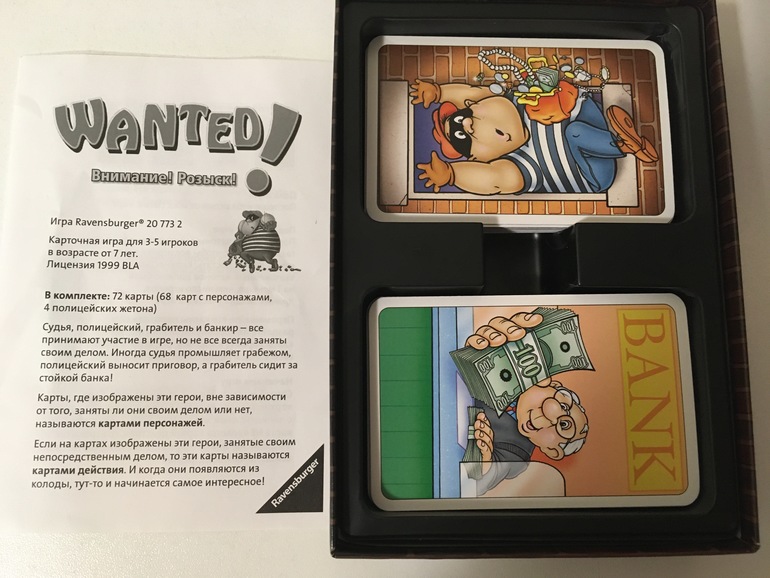 WANTED!
Внимание! Розыск!
Игра Ravensburger® 20 773 2
Карточная игра для 3-5 игроков
в возрасте от 7 лет.
Лицензия 1999 BLA
В комплекте: 72 карты (68 карт с персонажами,
4 полицейских жетона)
Судья, полицейский, грабитель и банкир – все
принимают участие в игре, но не все всегда заняты
своим делом. Иногда судья промышляет грабежом,
полицейский выносит приговор, а грабитель сидит за
стойкой банка!
Карты, где изображены эти герои, вне зависимости
от того, заняты ли они своим делом или нет,
называются картами персонажей.
Если на картах изображены эти герои, занятые своим
непосредственным делом, то эти карты называются
картами действия. И когда они появляются из
колоды, тут-то и начинается самое интересное!
Ravensburger
100
BANK